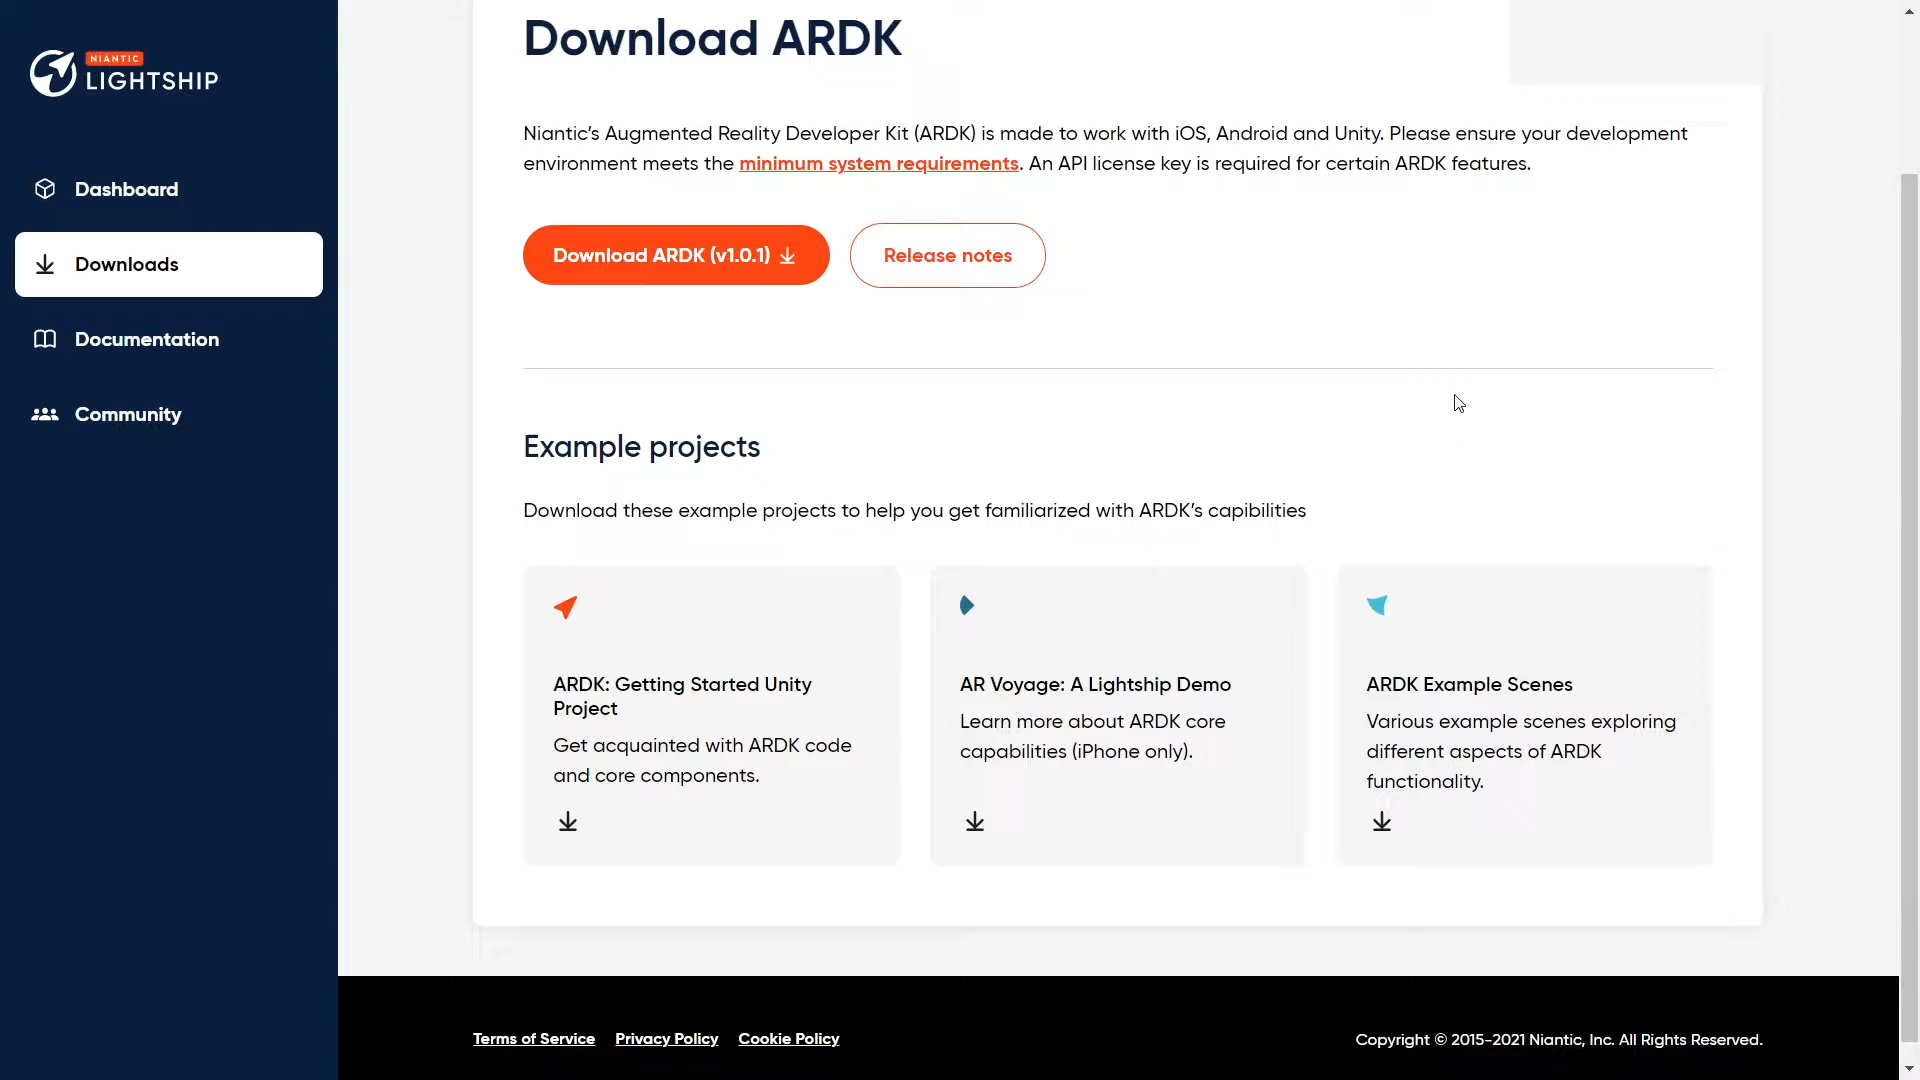 NIANTIC
LIGHTSHIP
Dashboard
Downloads
Documentation
Community
Download ARDK
Niantic’s Augmented Reality Developer Kit (ARDK) is made to work with iOS, Android and Unity. Please ensure your development
environment meets the minimum system requirements. An API license key is required for certain ARDK features.
Download ARDK (v1.0.1)
Release notes
Example projects
Download these example projects to help you get familiarized with ARDK’s capibilities
ARDK: Getting Started Unity
Project
Get acquainted with ARDK code
and core components.
AR Voyage: A Lightship Demo
Learn more about ARDK core
capabilities (iPhone only).
ARDK Example Scenes
Various example scenes exploring
different aspects of ARDK
functionality.
Terms of Service Privacy Policy Cookie Policy
Copyright © 2015-2021 Niantic, Inc. All Rights Reserved.